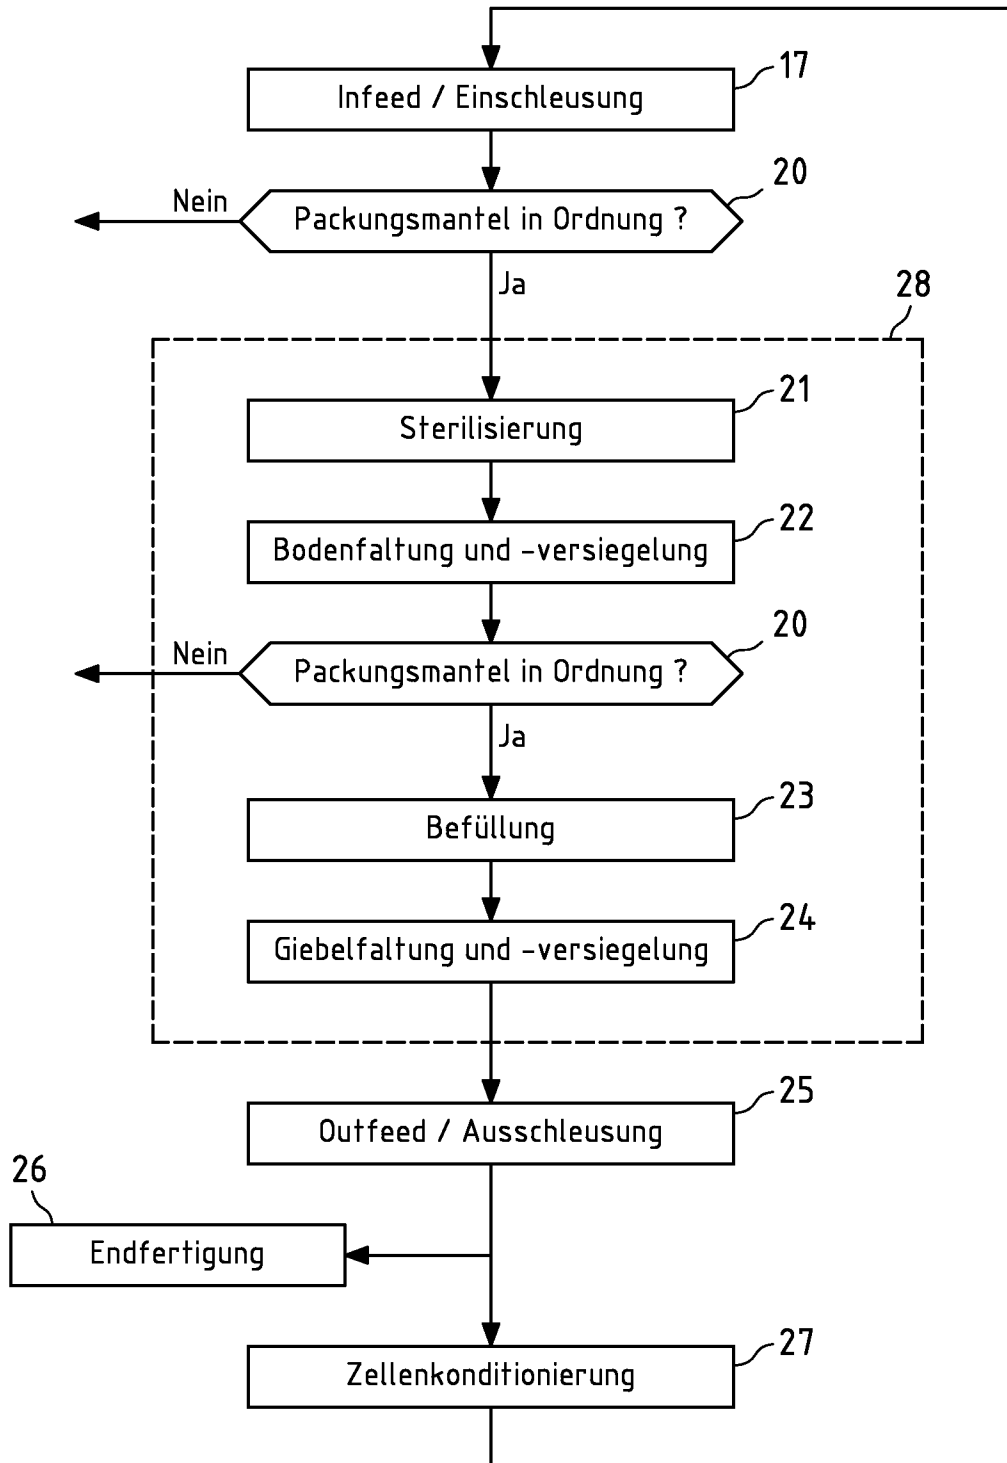 17
Infeed / Einschleusung
20
Nein
Packungsmantel in Ordnung ?
Ja
28
21
Sterilisierung
22
Bodenfaltung und -versiegelung
20
Nein
Packungsmantel in Ordnung ?
Ja
23
Befüllung
24
Giebelfaltung und -versiegelung
25
Outfeed / Ausschleusung
26
Endfertigung
27
Zellenkonditionierung